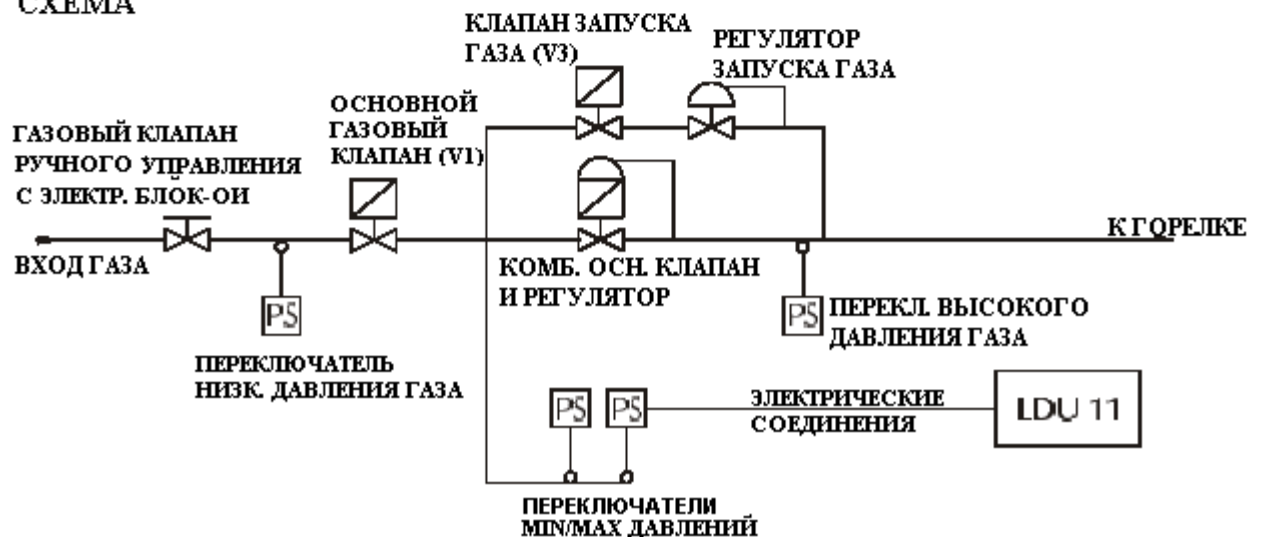 СХЕМА
КЛАПАН ЗАПУСКА
ГАЗА (V3)
РЕГУЛЯТОР
ЗАПУСКА ГАЗА
ОСНОВНОЙ
ГАЗОВЫЙ
КЛАПАН (V1)
ГАЗОВЫЙ КЛАПАН
РУЧНОГО УПРАВЛЕНИЯ
С ЭЛЕКТР. БЛОК-ОЙ
ВХОД ГАЗА
К ГОРЕЛКЕ
КОМБ. ОСН. КЛАПАН
И РЕГУЛЯТОР
PS
PS
ПЕРЕКЛ. ВЫСОКОГО
ДАВЛЕНИЯ ГАЗА
ПЕРЕКЛЮЧАТЕЛЬ
НИЗК. ДАВЛЕНИЯ ГАЗА
PS
PS
ЭЛЕКТРИЧЕСКИЕ
СОЕДИНЕНИЯ
LDU 11
ПЕРЕКЛЮЧАТЕЛИ
MIN/MAX ДАВЛЕНИЙ